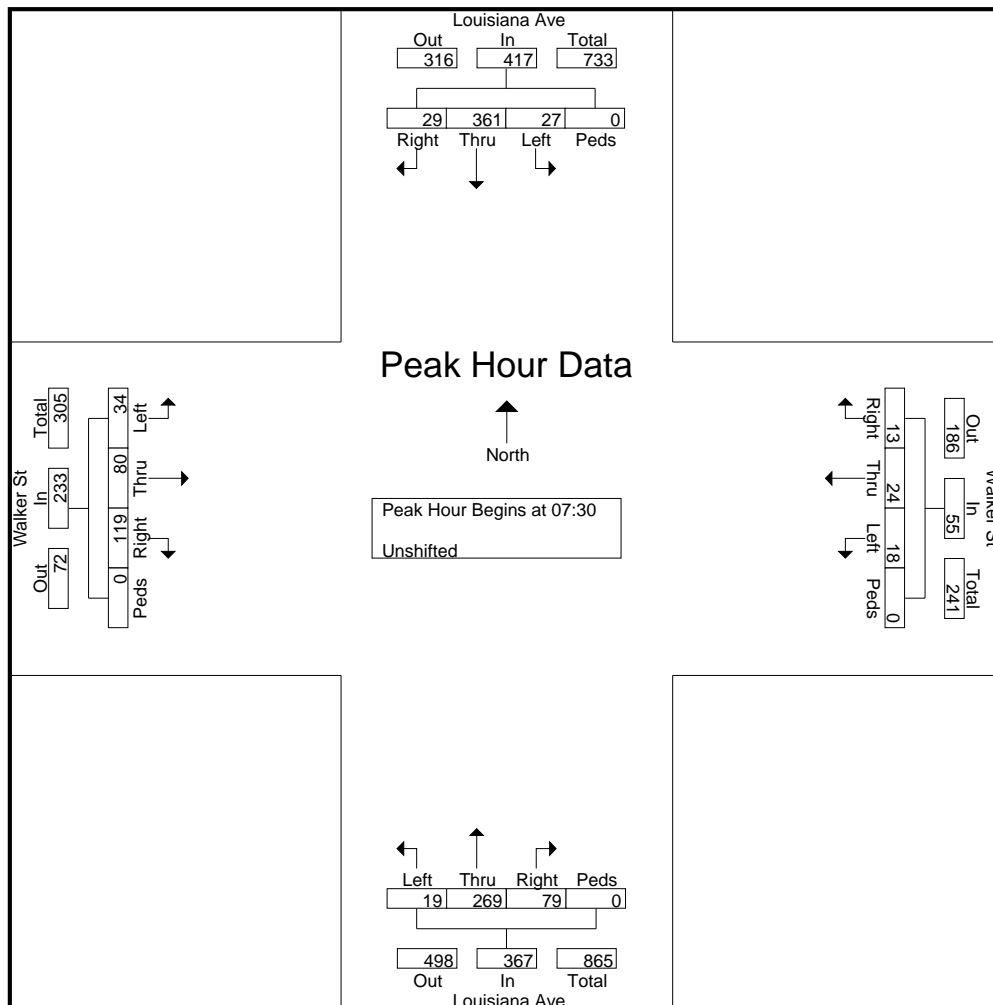 Louisiana Ave
Out In Total
316 417 733
29 361 27 0
Right Thru Left Peds
Peak Hour Data
North
Peak Hour Begins at 07:30
Unshifted
Walker St
Total In Out
305 233 72
34 80 119 0
Left Thru Right Peds
Right Thru Left Peds
13 24 18 0
186 55 241
Out In Total
Walker St
Left Thru Right Peds
19 269 79 0
498 367 865
Out In Total
Louisiana Ave